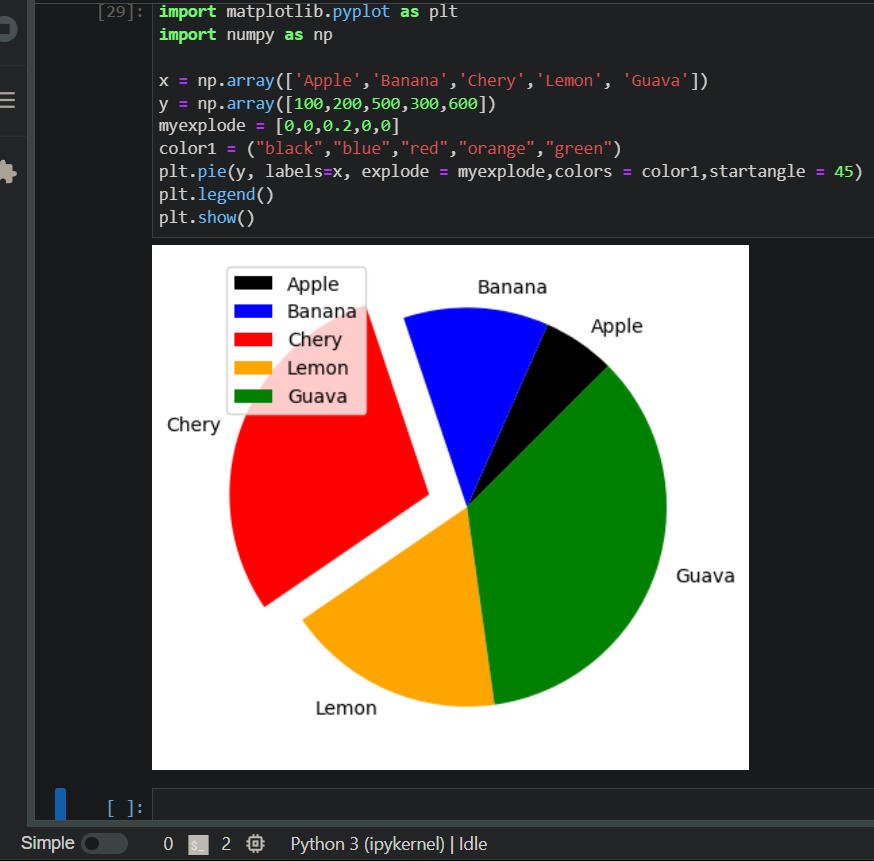 [29]: import matplotlib.pyplot as plt
import numpy as np
x = np.array(['Apple','Banana','Chery','Lemon', 'Guava'])
y = np.array([100,200,500,300,600])
myexplode = [0,0,0.2,0,0]
color1 = ("black","blue","red","orange","green")
plt.pie(y, labels=x, explode = myexplode,colors = color1,startangle = 45)
plt.legend()
plt.show()
Apple
Banana
Chery
Lemon
Guava
Banana
Apple
Chery
Guava
Lemon
[ ]:
Simple 0 $_ 2 Python 3 (ipykernel) | Idle